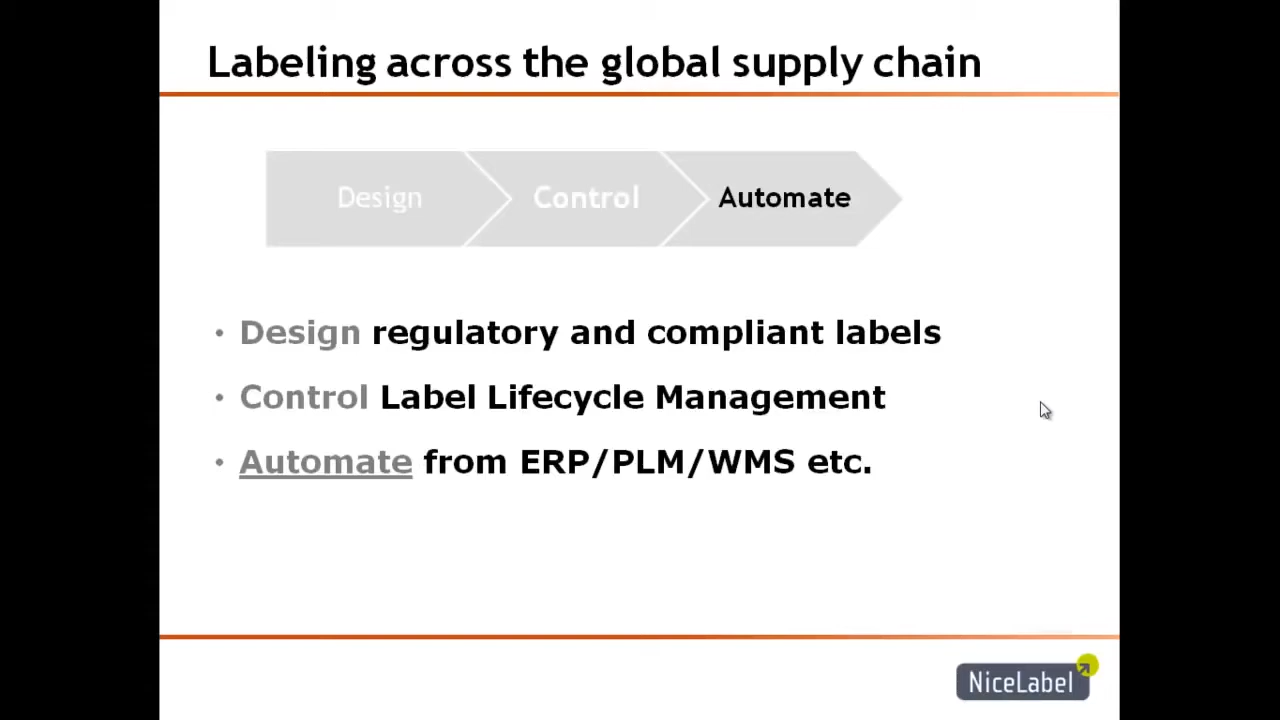 Labeling across the global supply chain
Design Control Automate
• Design regulatory and compliant labels
• Control Label Lifecycle Management
• Automate from ERP/PLM/WMS etc.
NiceLabel